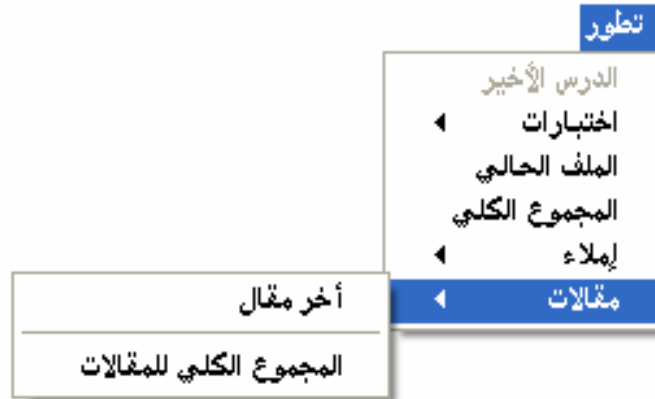 تطور
الدرس الأخير
اختبارات
الملف الحالي
المجموع الكلي
إملاء
مقالات
أخر مقال
المجموع الكلي للمقالات